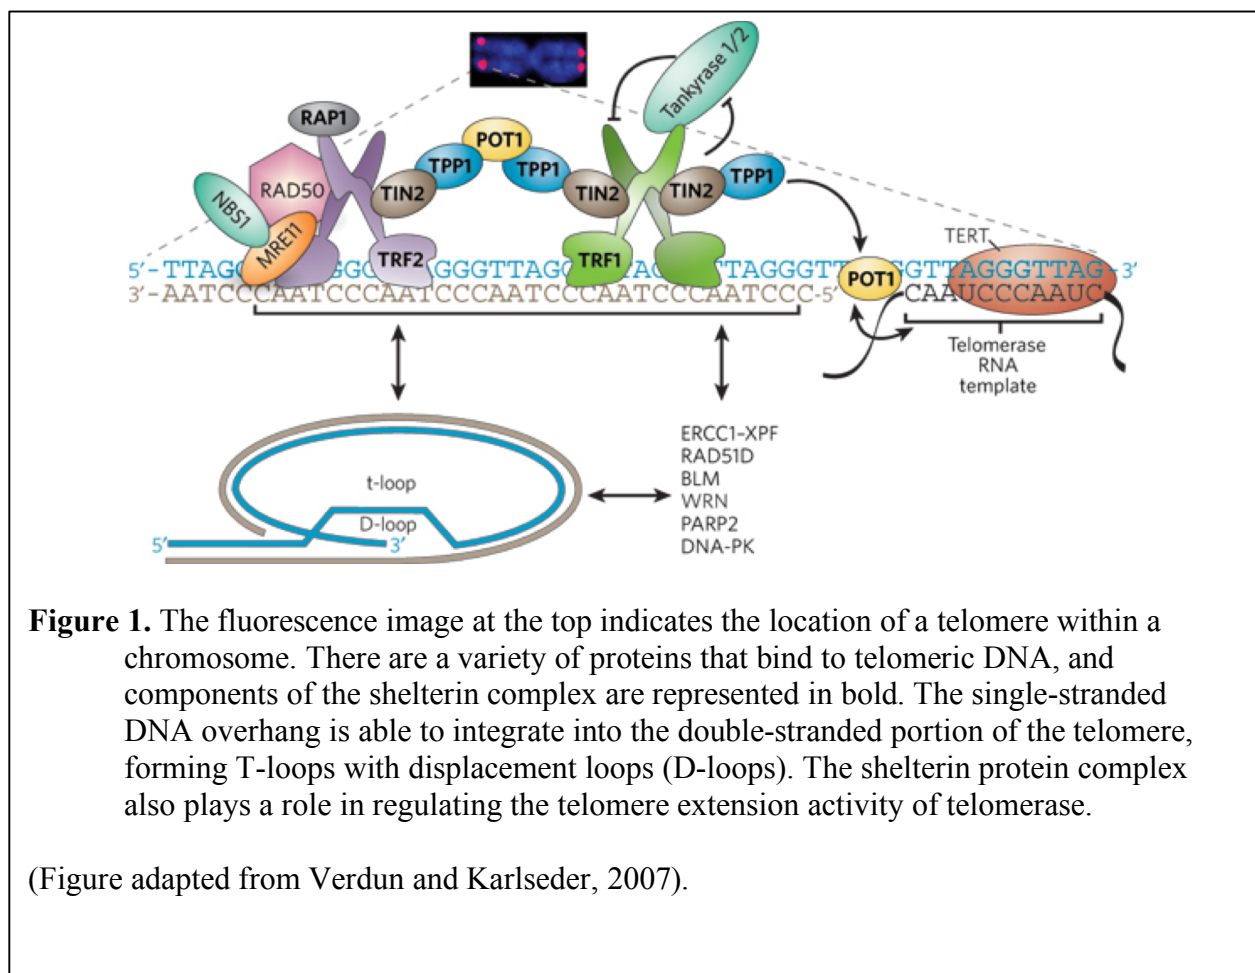 Tankyrase 1/2
RAP1
POT1
TPP1
TPP1
TPP1
RAD50
TIN2
TIN2
TIN2
NBS1
MRE11
TERT
TRF2
TRF1
5′-TTAGG GGG GGGTTAGG TAG TTAGGGTT GGTTAGGGTTAG-3′
3′-AATCCCAATCCCAATCCCAATCCCAATCCCAATCCC-5′
POT1
CAAUCCCAAUC
Telomerase
RNA
template
ERCC1–XPF
RAD51D
BLM
WRN
PARP2
DNA-PK
t-loop
D-loop
5′
3′
Figure 1. The fluorescence image at the top indicates the location of a telomere within a
chromosome. There are a variety of proteins that bind to telomeric DNA, and
components of the shelterin complex are represented in bold. The single-stranded
DNA overhang is able to integrate into the double-stranded portion of the telomere,
forming T-loops with displacement loops (D-loops). The shelterin protein complex
also plays a role in regulating the telomere extension activity of telomerase.
(Figure adapted from Verdun and Karlseder, 2007).